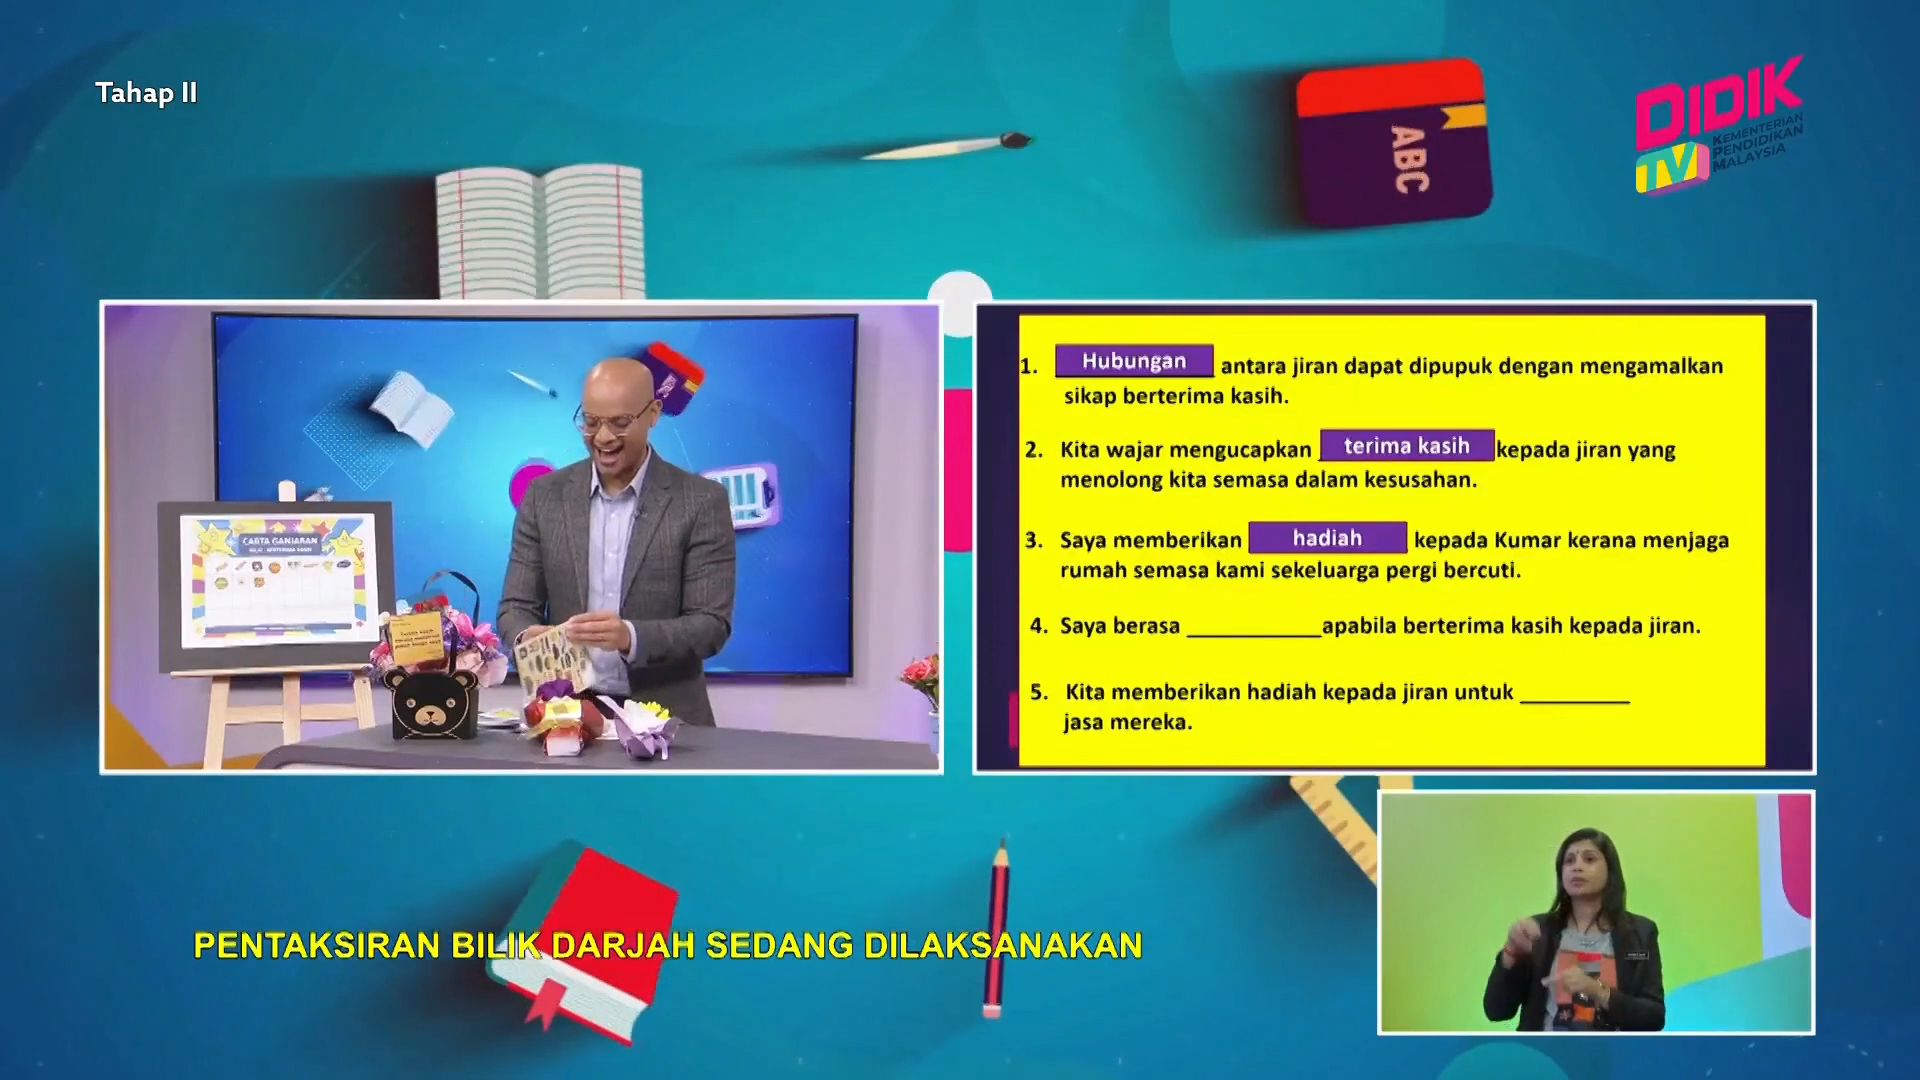 Tahap II
ABC
DIDIK
TV
KEMENTERIAN
PENDIDIKAN
MALAYSIA
CARTA GANJARAN
1. Hubungan antara jiran dapat dipupuk dengan mengamalkan
sikap berterima kasih.
2. Kita wajar mengucapkan terima kasih kepada jiran yang
menolong kita semasa dalam kesusahan.
3. Saya memberikan hadiah kepada Kumar kerana menjaga
rumah semasa kami sekeluarga pergi bercuti.
4. Saya berasa ___________apabila berterima kasih kepada jiran.
5. Kita memberikan hadiah kepada jiran untuk _________
jasa mereka.
PENTAKSIRAN BILIK DARJAH SEDANG DILAKSANAKAN